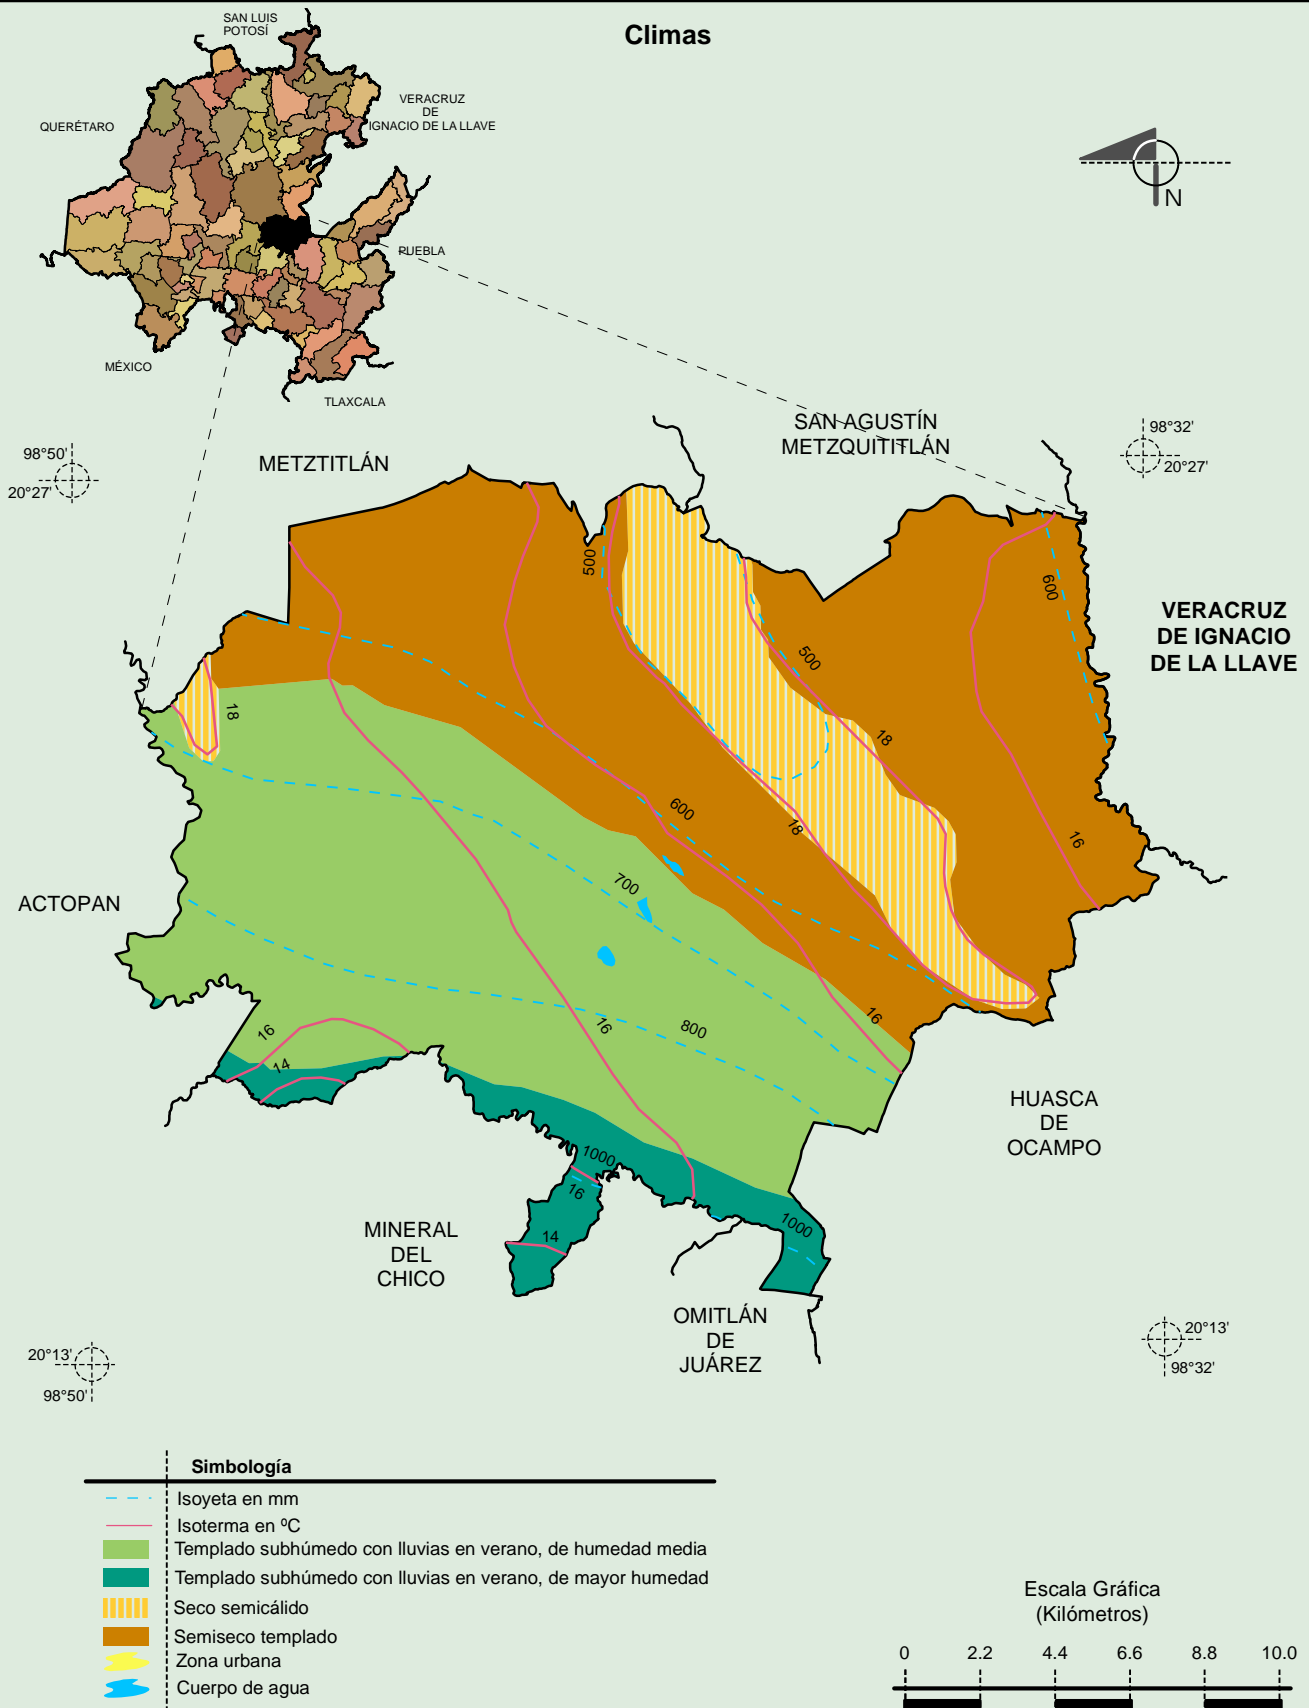 Climas
SAN LUIS
POTOSÍ
QUERÉTARO
VERACRUZ
DE
IGNACIO DE LA LLAVE
PUEBLA
MÉXICO
TLAXCALA
N
98°50'
20°27'
98°32'
20°27'
METZTITLÁN
SAN AGUSTÍN
METZQUITITLÁN
VERACRUZ
DE IGNACIO
DE LA LLAVE
500
600
500
18
18
18
600
16
700
ACTOPAN
16
800
16
16
14
1000
16
14
1000
HUASCA
DE
OCAMPO
MINERAL
DEL
CHICO
OMITLÁN
DE
JUÁREZ
20°13'
98°50'
20°13'
98°32'
Simbología
Isoyeta en mm
Isoterma en ºC
Templado subhúmedo con lluvias en verano, de humedad media
Templado subhúmedo con lluvias en verano, de mayor humedad
Seco semicálido
Semiseco templado
Zona urbana
Cuerpo de agua
Escala Gráfica
(Kilómetros)
0 2.2 4.4 6.6 8.8 10.0